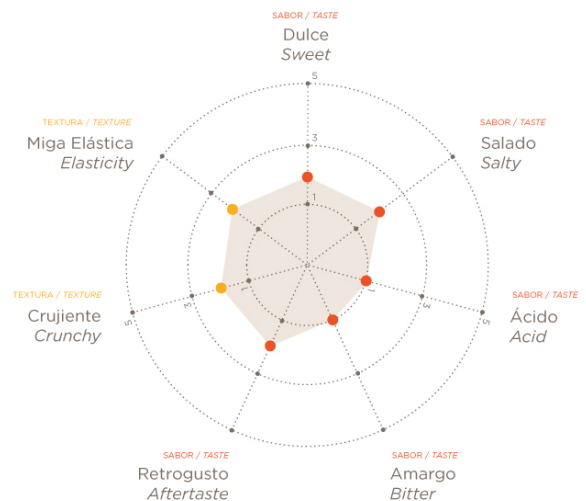 SABOR / TASTE
Dulce
Sweet
5
3
1
0
TEXTURA / TEXTURE
Miga Elástica
Elasticity
SABOR / TASTE
Salado
Salty
TEXTURA / TEXTURE
Crujiente
Crunchy
5
3
1
1
3
5
SABOR / TASTE
Ácido
Acid
SABOR / TASTE
Retrogusto
Aftertaste
SABOR / TASTE
Amargo
Bitter